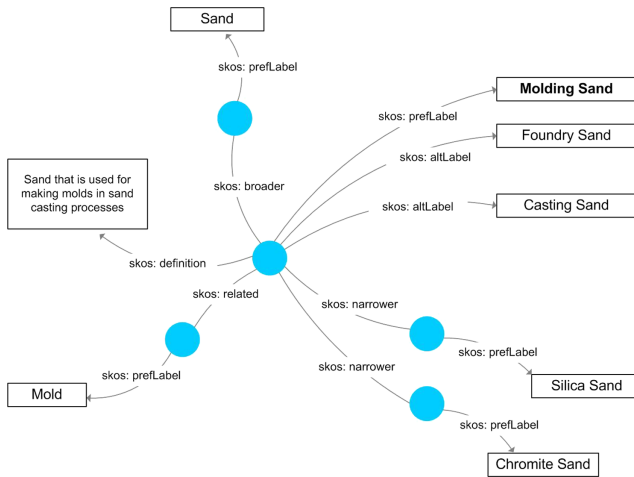 Sand
skos: prefLabel
Molding Sand
skos: prefLabel
Foundry Sand
skos: altLabel
Sand that is used for
making molds in sand
casting processes
skos: broader
Casting Sand
skos: altLabel
skos: definition
skos: related
skos: narrower
skos: prefLabel
skos: narrower
skos: prefLabel
Silica Sand
Mold
skos: prefLabel
Chromite Sand